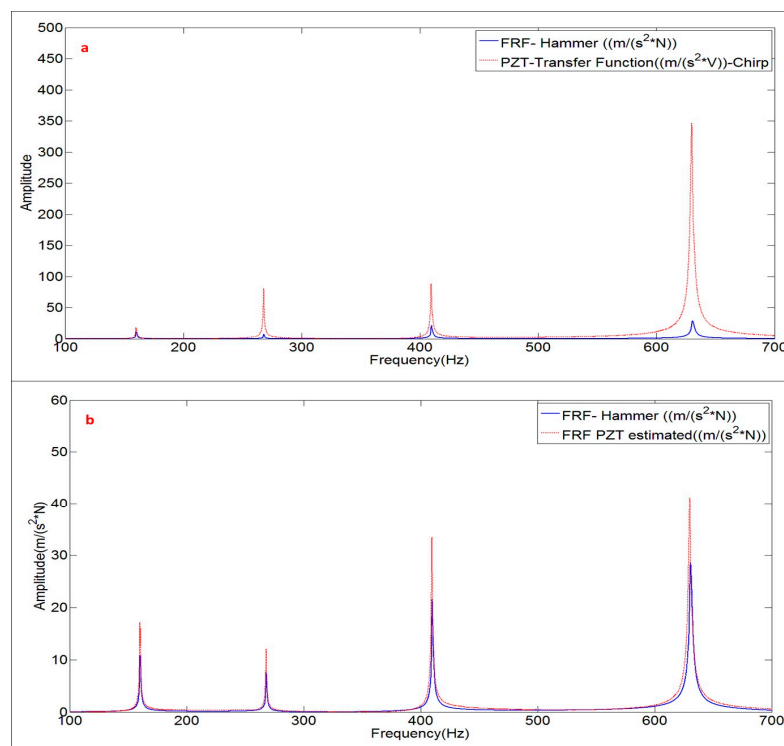 a
FRF- Hammer ((m/(s²*N))
PZT-Transfer Function((m/(s²*V))-Chirp
500
450
400
350
300
250
200
150
100
50
0
Amplitude
100 200 300 400 500 600 700
Frequency(Hz)
b
FRF- Hammer ((m/(s²*N))
FRF PZT estimated((m/(s²*N))
60
50
40
30
20
10
0
Amplitude(m/(s²*N)
100 200 300 400 500 600 700
Frequency(Hz)